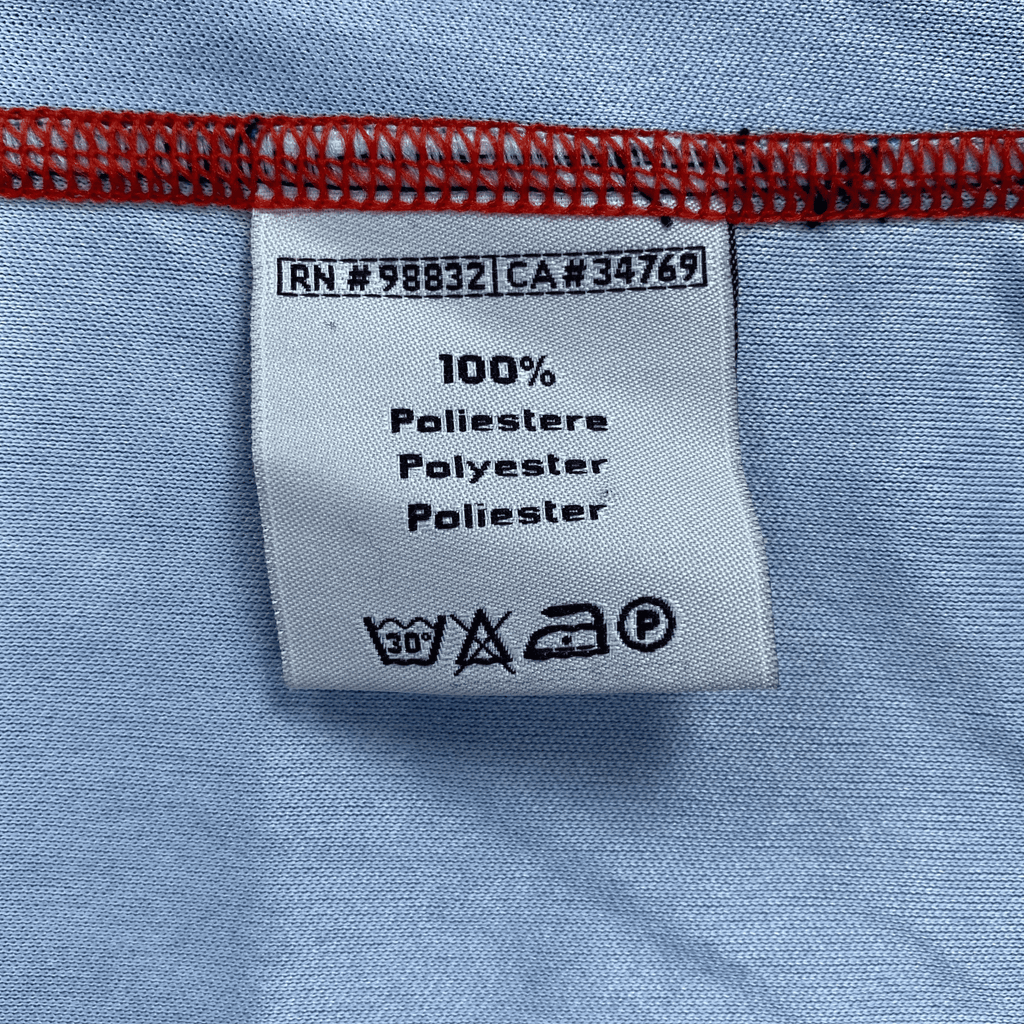 RN #98832 CA#34769
100%
Poliestere
Polyester
Poliester
30° P